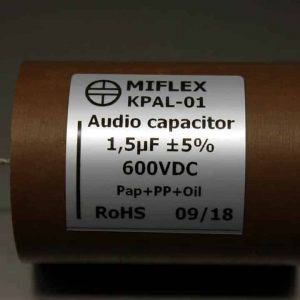 MIFLEX
KPAL-01
Audio capacitor
1,5µF ±5%
600VDC
Pap+PP+Oil
RoHS 09/18